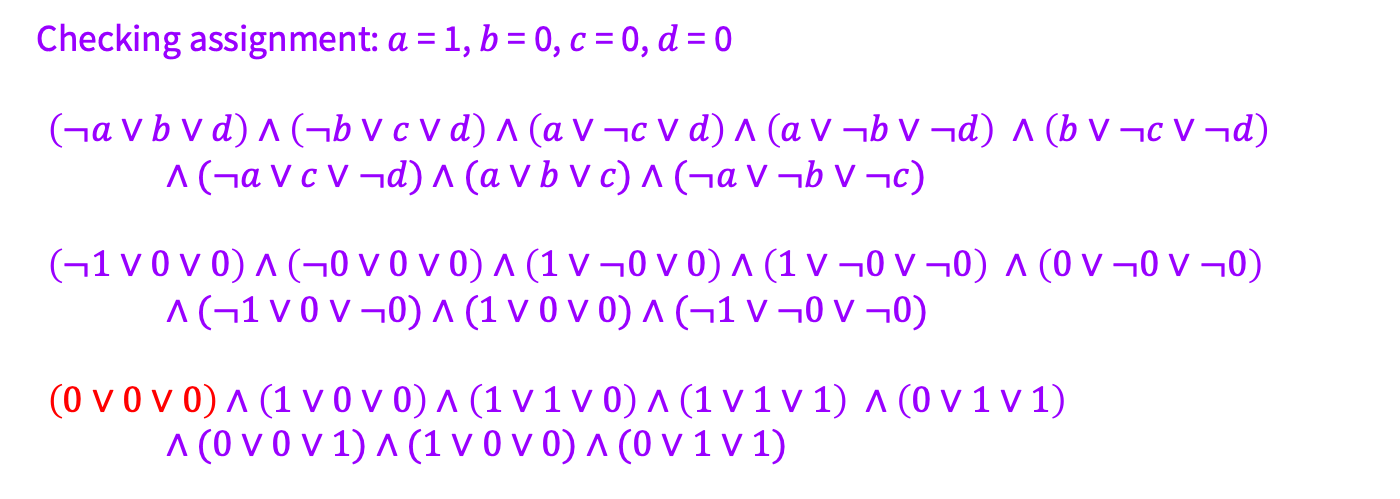 Checking assignment: a = 1, b = 0, c = 0, d = 0
(¬a ∨ b ∨ d) ∧ (¬b ∨ c ∨ d) ∧ (a ∨ ¬c ∨ d) ∧ (a ∨ ¬b ∨ ¬d) ∧ (b ∨ ¬c ∨ ¬d)
∧ (¬a ∨ c ∨ ¬d) ∧ (a ∨ b ∨ c) ∧ (¬a ∨ ¬b ∨ ¬c)
(¬1 ∨ 0 ∨ 0) ∧ (¬0 ∨ 0 ∨ 0) ∧ (1 ∨ ¬0 ∨ 0) ∧ (1 ∨ ¬0 ∨ ¬0) ∧ (0 ∨ ¬0 ∨ ¬0)
∧ (¬1 ∨ 0 ∨ ¬0) ∧ (1 ∨ 0 ∨ 0) ∧ (¬1 ∨ ¬0 ∨ ¬0)
(0 ∨ 0 ∨ 0) ∧ (1 ∨ 0 ∨ 0) ∧ (1 ∨ 1 ∨ 0) ∧ (1 ∨ 1 ∨ 1) ∧ (0 ∨ 1 ∨ 1)
∧ (0 ∨ 0 ∨ 1) ∧ (1 ∨ 0 ∨ 0) ∧ (0 ∨ 1 ∨ 1)